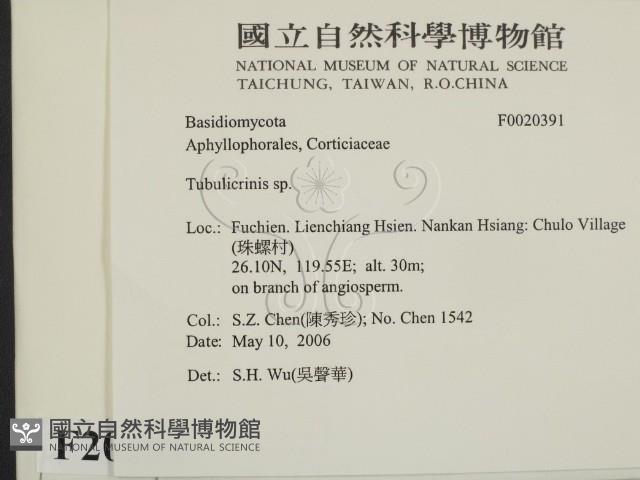 國立自然科學博物館
NATIONAL MUSEUM OF NATURAL SCIENCE
TAICHUNG, TAIWAN, R.O.CHINA
Basidiomycota F0020391
Aphyllophorales, Corticiaceae
Tubulicrinis sp.
Loc.: Fuchien. Lienchiang Hsien. Nankan Hsiang: Chulo Village
(珠螺村)
26.10N, 119.55E; alt. 30m;
on branch of angiosperm.
Col.: S.Z. Chen(陳秀珍); No. Chen 1542
Date: May 10, 2006
Det.: S.H. Wu(吳聲華)
國立自然科學博物館
NATIONAL MUSEUM OF NATURAL SCIENCE